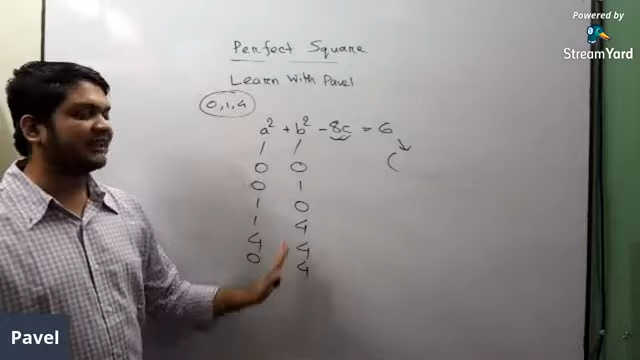 Powered by
StreamYard
Perfect Square
Learn With Pavel
0,1,4
a² + b² - 8c = 6
1 1
0 0 (
0 1
1 0
1 4
4 4
0 4
Pavel